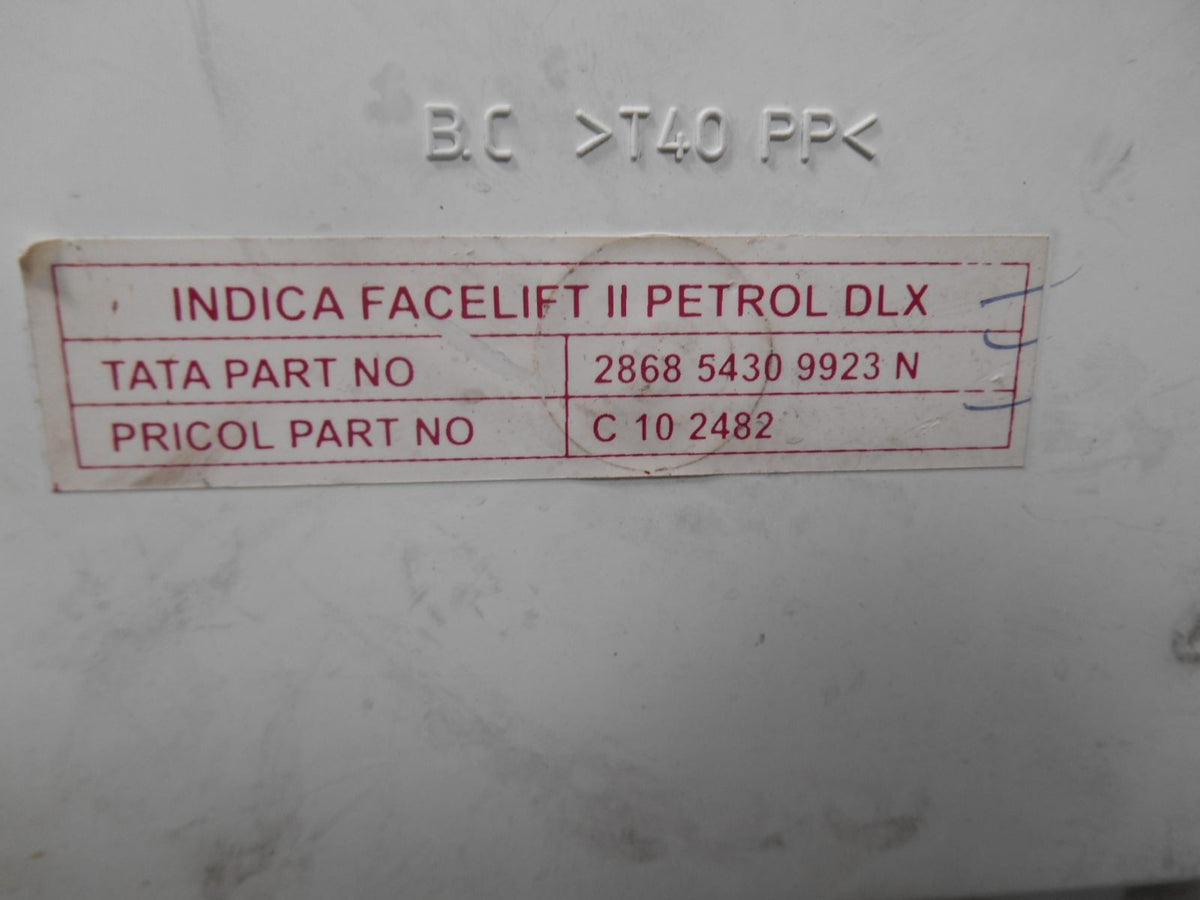 B.C >T40 PP<
INDICA FACELIFT II PETROL DLX
TATA PART NO 2868 5430 9923 N
PRICOL PART NO C 10 2482